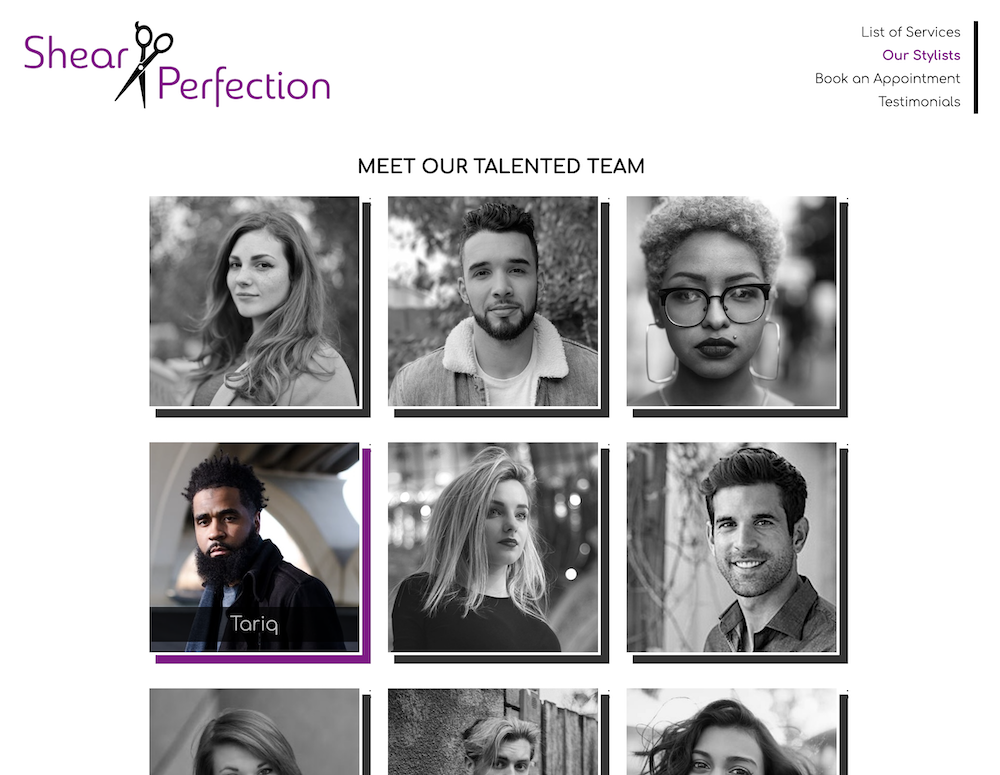 Shear
Perfection
List of Services
Our Stylists
Book an Appointment
Testimonials
MEET OUR TALENTED TEAM
Tariq